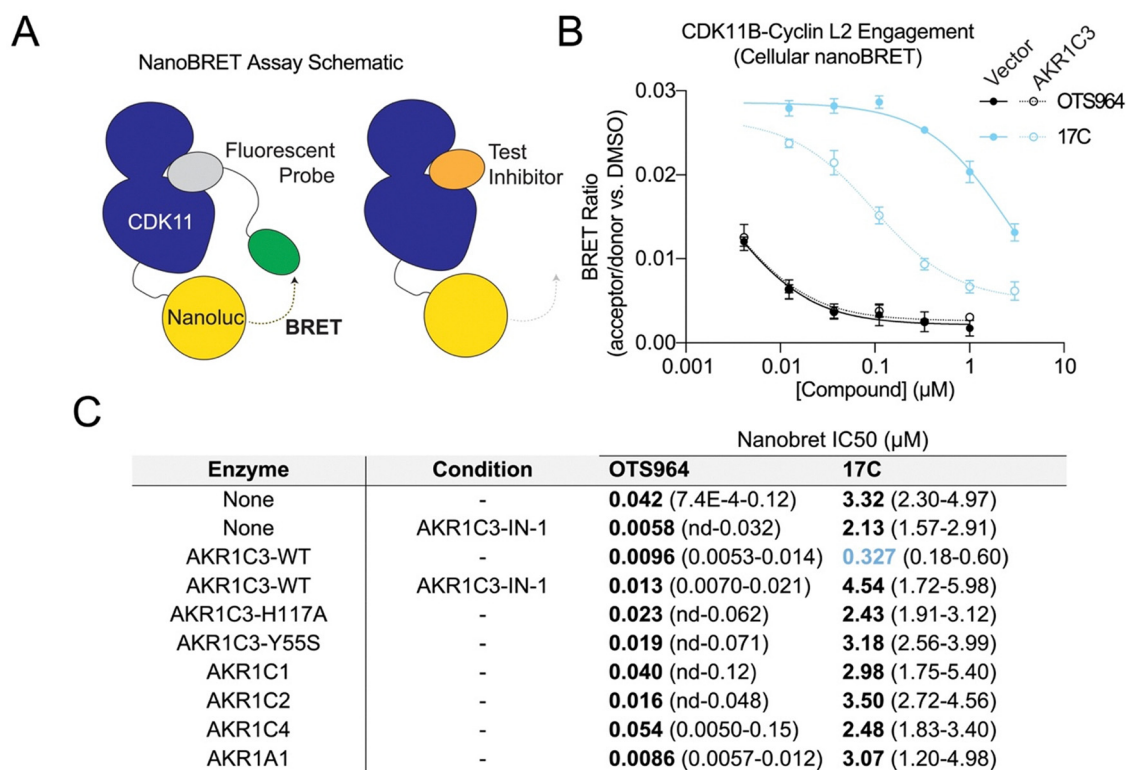 A
NanoBRET Assay Schematic
Fluorescent
Probe
CDK11
Nanoluc
BRET
Test
Inhibitor
B
CDK11B-Cyclin L2 Engagement
(Cellular nanoBRET)
Vector
AKR1C3
OTS964
17C
BRET Ratio
(acceptor/donor vs. DMSO)
0.03
0.02
0.01
0.00
0.001 0.01 0.1 1 10
[Compound] (µM)
C
Nanobret IC50 (µM)
Enzyme Condition OTS964 17C
None - 0.042 (7.4E-4-0.12) 3.32 (2.30-4.97)
None AKR1C3-IN-1 0.0058 (nd-0.032) 2.13 (1.57-2.91)
AKR1C3-WT - 0.0096 (0.0053-0.014) 0.327 (0.18-0.60)
AKR1C3-WT AKR1C3-IN-1 0.013 (0.0070-0.021) 4.54 (1.72-5.98)
AKR1C3-H117A - 0.023 (nd-0.062) 2.43 (1.91-3.12)
AKR1C3-Y55S - 0.019 (nd-0.071) 3.18 (2.56-3.99)
AKR1C1 - 0.040 (nd-0.12) 2.98 (1.75-5.40)
AKR1C2 - 0.016 (nd-0.048) 3.50 (2.72-4.56)
AKR1C4 - 0.054 (0.0050-0.15) 2.48 (1.83-3.40)
AKR1A1 - 0.0086 (0.0057-0.012) 3.07 (1.20-4.98)